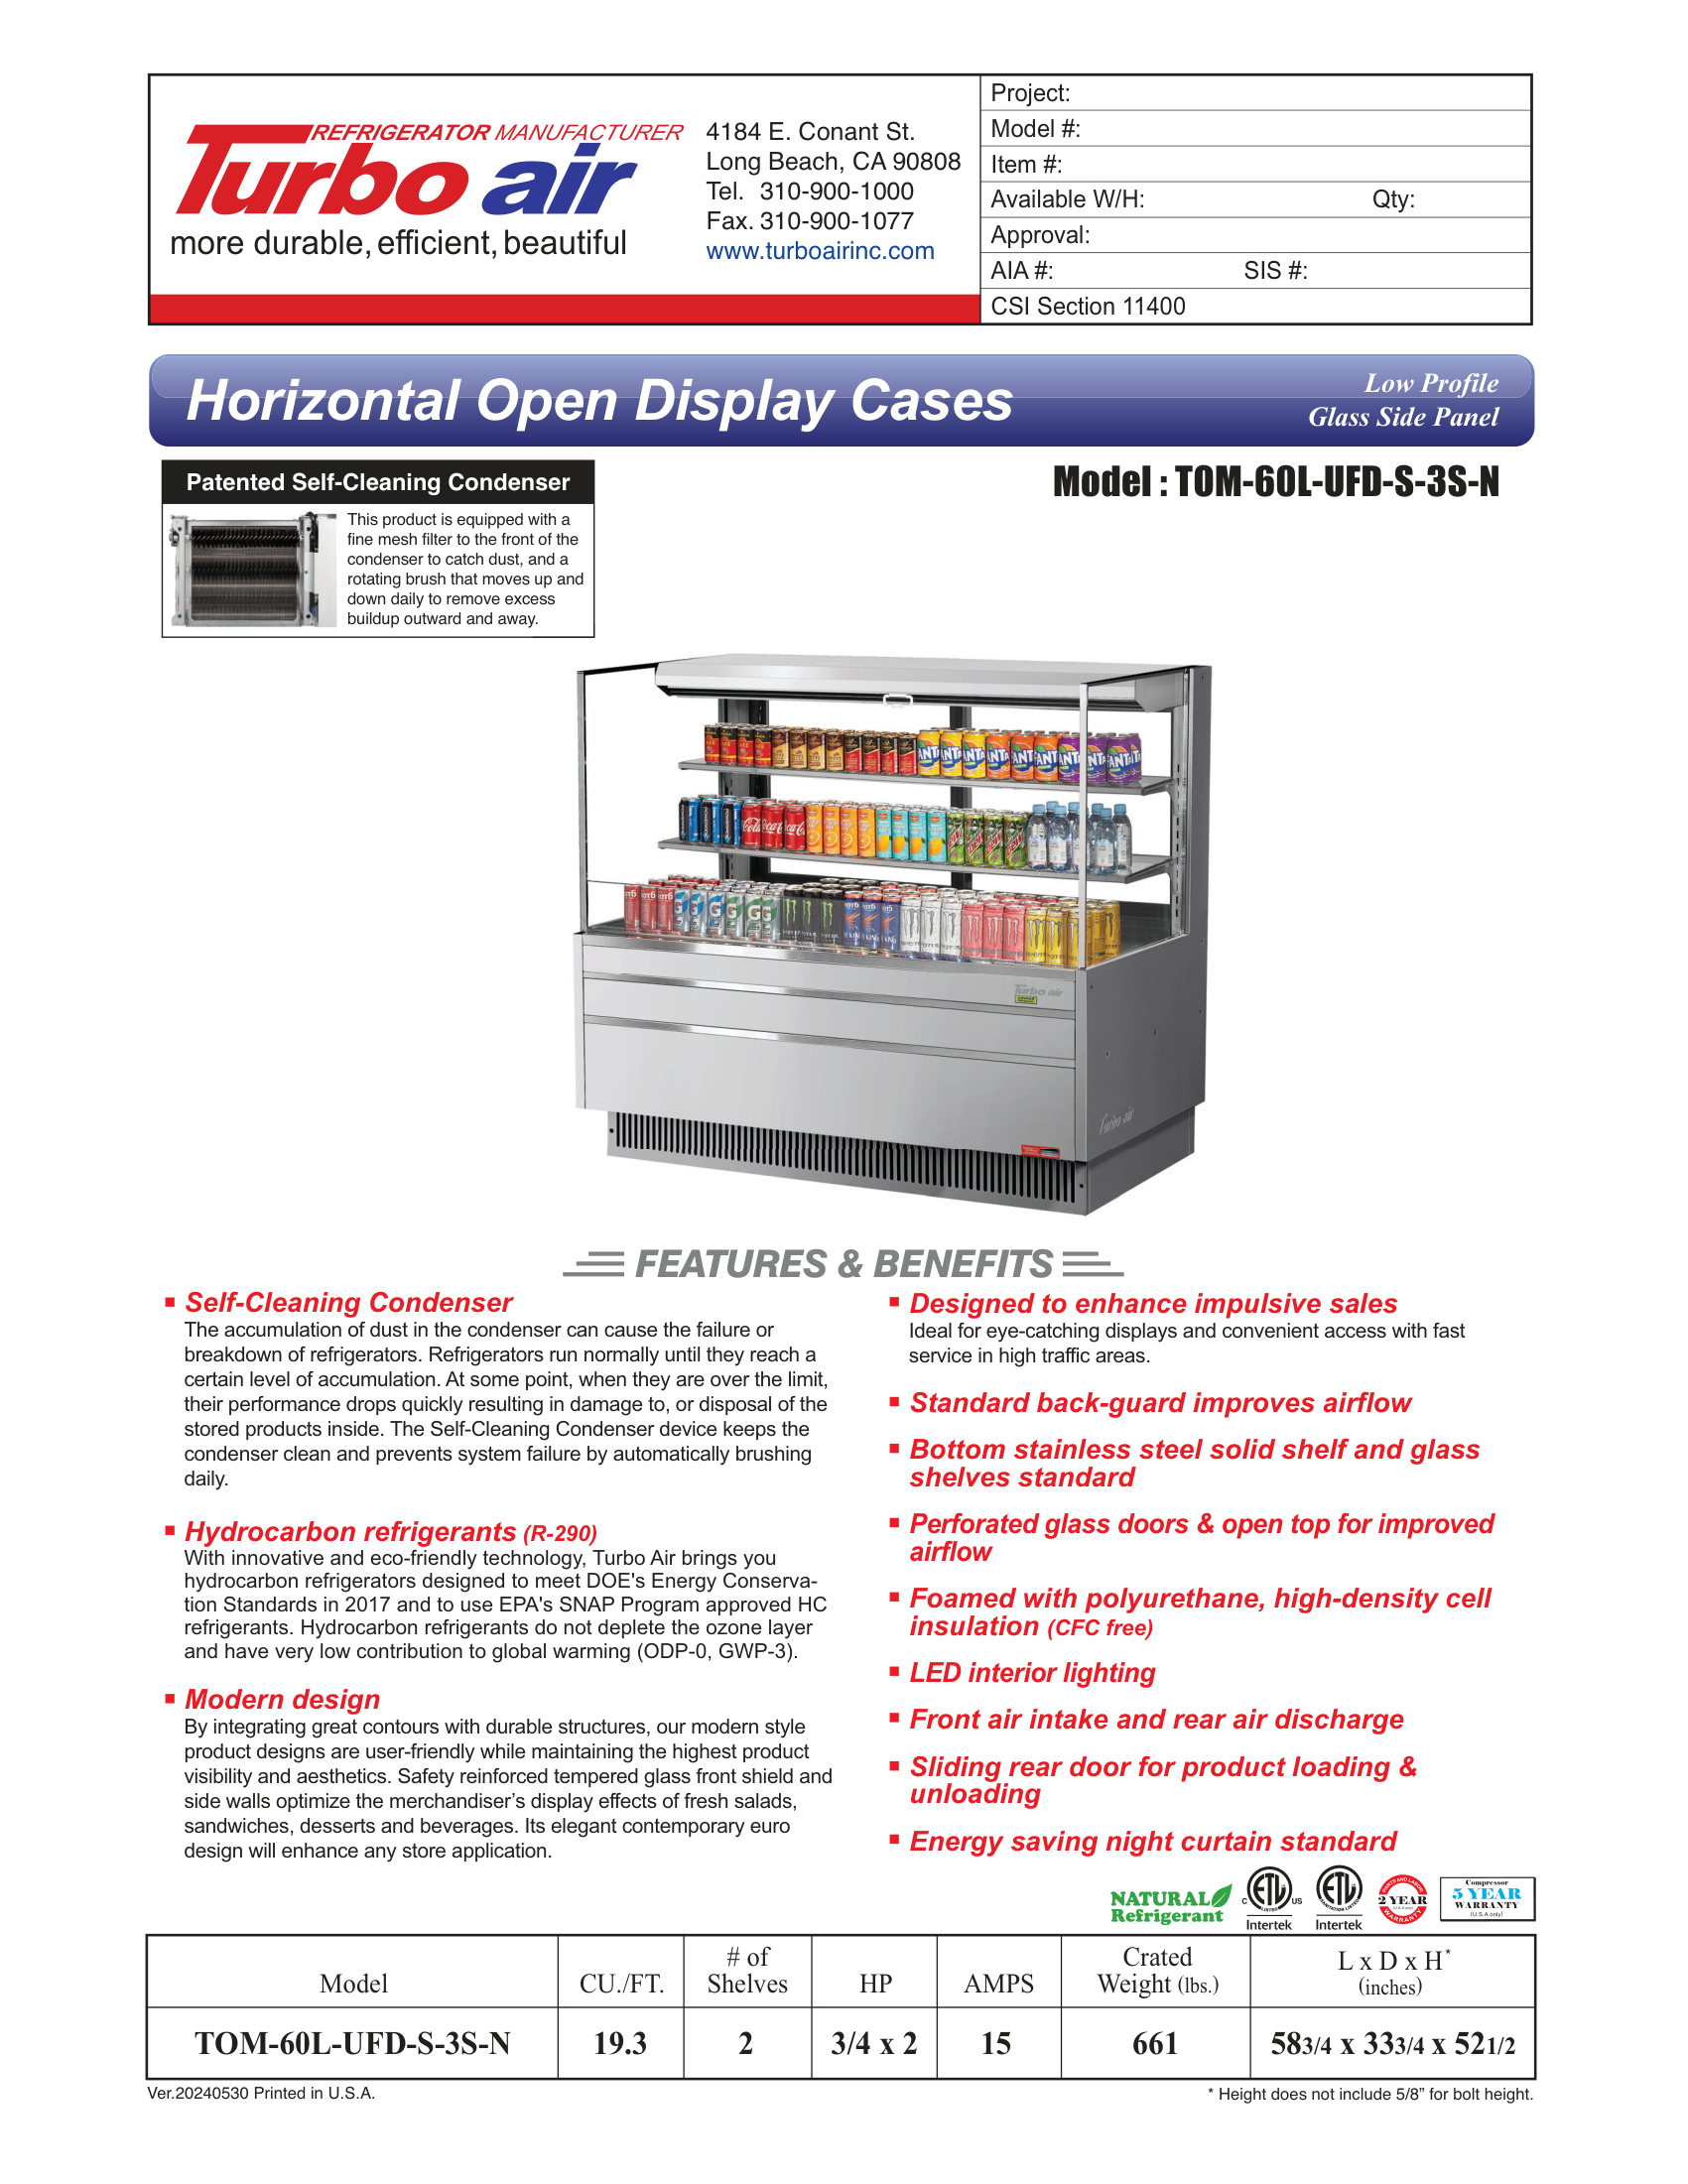 REFRIGERATOR MANUFACTURER
Turbo air
more durable, efficient, beautiful
4184 E. Conant St.
Long Beach, CA 90808
Tel. 310-900-1000
Fax. 310-900-1077
www.turboairinc.com
Project:
Model #:
Item #:
Available W/H: Qty:
Approval:
AIA #: SIS #:
CSI Section 11400
Horizontal Open Display Cases
Low Profile
Glass Side Panel
Patented Self-Cleaning Condenser
This product is equipped with a
fine mesh filter to the front of the
condenser to catch dust, and a
rotating brush that moves up and
down daily to remove excess
buildup outward and away.
Model : TOM-60L-UFD-S-3S-N
Turbo air
Turbo air
FEATURES & BENEFITS
▪ Self-Cleaning Condenser
The accumulation of dust in the condenser can cause the failure or
breakdown of refrigerators. Refrigerators run normally until they reach a
certain level of accumulation. At some point, when they are over the limit,
their performance drops quickly resulting in damage to, or disposal of the
stored products inside. The Self-Cleaning Condenser device keeps the
condenser clean and prevents system failure by automatically brushing
daily.
▪ Hydrocarbon refrigerants (R-290)
With innovative and eco-friendly technology, Turbo Air brings you
hydrocarbon refrigerators designed to meet DOE's Energy Conserva-
tion Standards in 2017 and to use EPA's SNAP Program approved HC
refrigerants. Hydrocarbon refrigerants do not deplete the ozone layer
and have very low contribution to global warming (ODP-0, GWP-3).
▪ Modern design
By integrating great contours with durable structures, our modern style
product designs are user-friendly while maintaining the highest product
visibility and aesthetics. Safety reinforced tempered glass front shield and
side walls optimize the merchandiser’s display effects of fresh salads,
sandwiches, desserts and beverages. Its elegant contemporary euro
design will enhance any store application.
▪ Designed to enhance impulsive sales
Ideal for eye-catching displays and convenient access with fast
service in high traffic areas.
▪ Standard back-guard improves airflow
▪ Bottom stainless steel solid shelf and glass
shelves standard
▪ Perforated glass doors & open top for improved
airflow
▪ Foamed with polyurethane, high-density cell
insulation (CFC free)
▪ LED interior lighting
▪ Front air intake and rear air discharge
▪ Sliding rear door for product loading &
unloading
▪ Energy saving night curtain standard
NATURAL
Refrigerant
C ETL US
LISTED
Intertek
ETL
SANITATION LISTED
Intertek
PARTS AND LABOR
2 YEAR
(U.S.A only)
WARRANTY
Compressor
5 YEAR
WARRANTY
(U.S.A only)
Model CU./FT. # of Shelves HP AMPS Crated Weight (lbs.) L x D x H* (inches)
TOM-60L-UFD-S-3S-N 19.3 2 3/4 x 2 15 661 583/4 x 333/4 x 521/2
Ver.20240530 Printed in U.S.A.
* Height does not include 5/8” for bolt height.